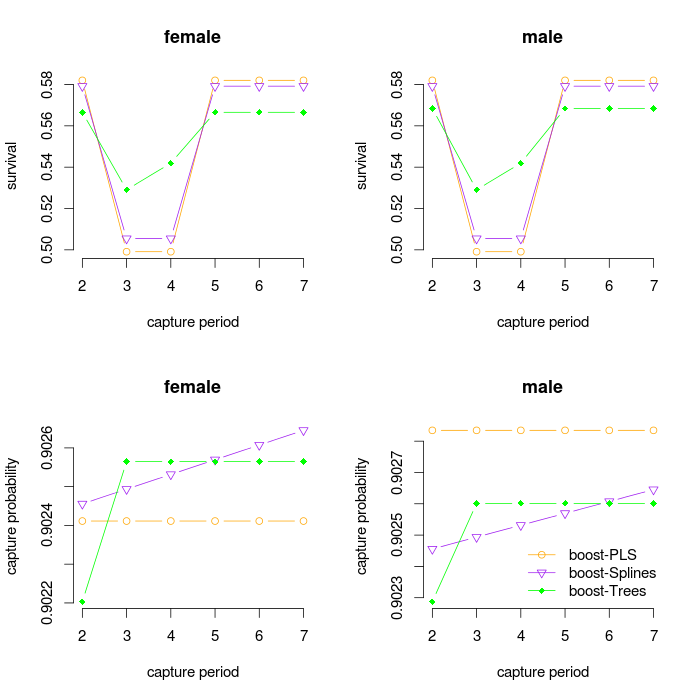 female
survival
0.50 0.52 0.54 0.56 0.58
2 3 4 5 6 7
capture period
male
survival
0.50 0.52 0.54 0.56 0.58
2 3 4 5 6 7
capture period
female
capture probability
0.9022 0.9024 0.9026
2 3 4 5 6 7
capture period
male
capture probability
0.9023 0.9025 0.9027
boost-PLS
boost-Splines
boost-Trees
2 3 4 5 6 7
capture period